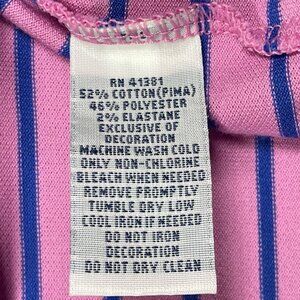 RN 41381
52% COTTON(PIMA)
46% POLYESTER
2% ELASTANE
EXCLUSIVE OF
DECORATION
MACHINE WASH COLD
ONLY NON-CHLORINE
BLEACH WHEN NEEDED
REMOVE PROMPTLY
TUMBLE DRY LOW
COOL IRON IF NEEDED
DO NOT IRON
DECORATION
DO NOT DRY CLEAN